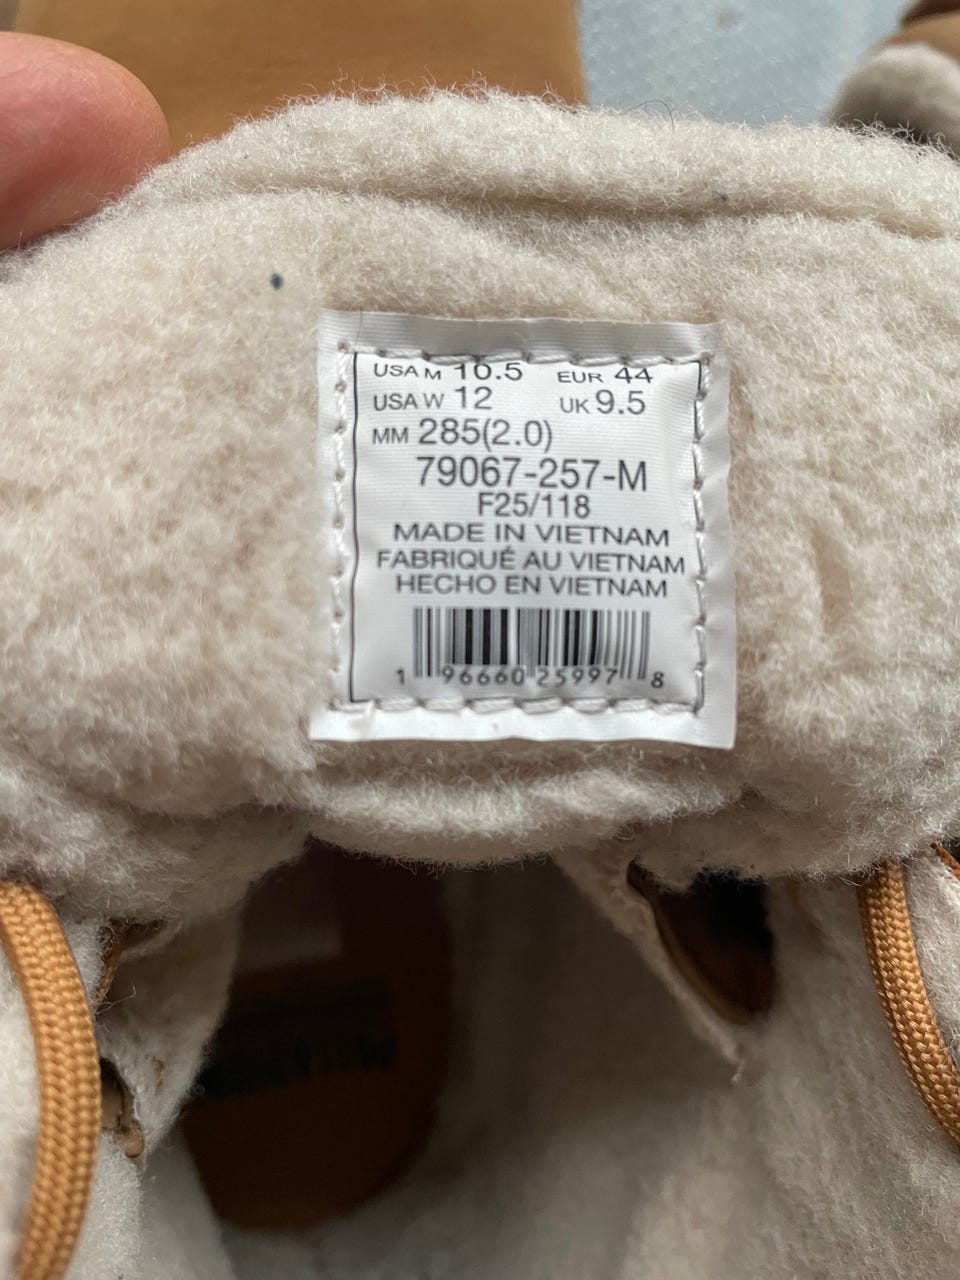 USA M 10.5 EUR 44
USA W 12 UK 9.5
MM 285(2.0)
79067-257-M
F25/118
MADE IN VIETNAM
FABRIQUÉ AU VIETNAM
HECHO EN VIETNAM
1 96660 25997 8